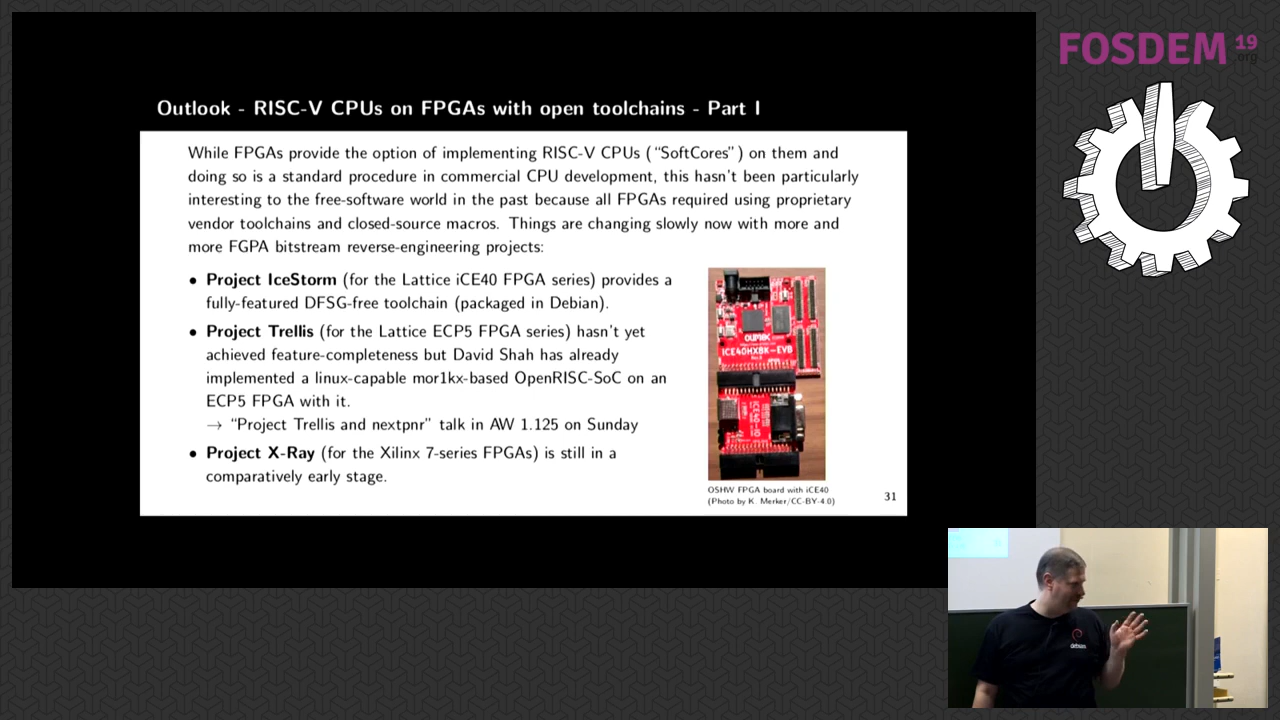 FOSDEM 19
.org
Outlook - RISC-V CPUs on FPGAs with open toolchains - Part I
While FPGAs provide the option of implementing RISC-V CPUs (“SoftCores”) on them and
doing so is a standard procedure in commercial CPU development, this hasn't been particularly
interesting to the free-software world in the past because all FPGAs required using proprietary
vendor toolchains and closed-source macros. Things are changing slowly now with more and
more FGPA bitstream reverse-engineering projects:
• Project IceStorm (for the Lattice iCE40 FPGA series) provides a
fully-featured DFSG-free toolchain (packaged in Debian).
• Project Trellis (for the Lattice ECP5 FPGA series) hasn't yet
achieved feature-completeness but David Shah has already
implemented a linux-capable mor1kx-based OpenRISC-SoC on an
ECP5 FPGA with it.
→ “Project Trellis and nextpnr” talk in AW 1.125 on Sunday
• Project X-Ray (for the Xilinx 7-series FPGAs) is still in a
comparatively early stage.
OLIMEX
ICE40HX8K-EVB
ICE40-IO
OSHW FPGA board with iCE40
(Photo by K. Merker/CC-BY-4.0)
31
debian